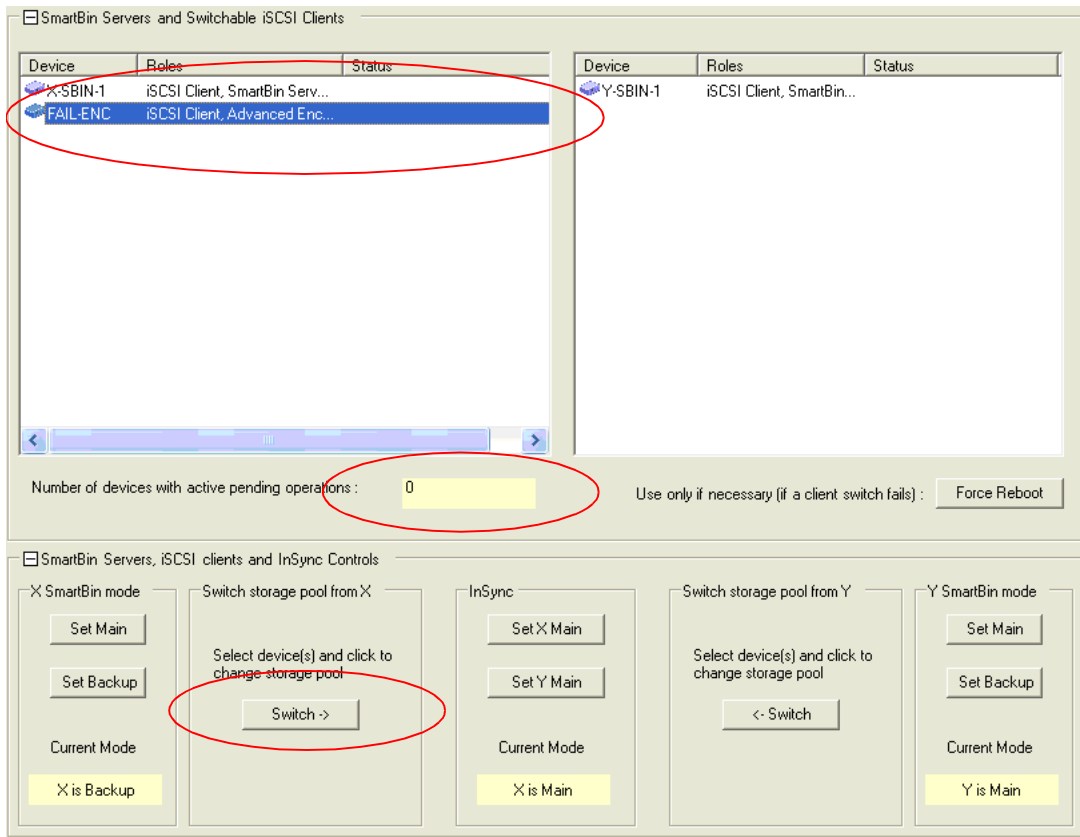 SmartBin Servers and Switchable iSCSI Clients
Device Roles Status
X-SBIN-1 iSCSI Client, SmartBin Serv...
FAIL-ENC iSCSI Client, Advanced Enc...
Device Roles Status
Y-SBIN-1 iSCSI Client, SmartBin...
Number of devices with active pending operations : 0
Use only if necessary (if a client switch fails) : Force Reboot
SmartBin Servers, iSCSI clients and InSync Controls
X SmartBin mode
Set Main
Set Backup
Current Mode
X is Backup
Switch storage pool from X
Select device(s) and click to
change storage pool
Switch ->
InSync
Set X Main
Set Y Main
Current Mode
X is Main
Switch storage pool from Y
Select device(s) and click to
change storage pool
<- Switch
Y SmartBin mode
Set Main
Set Backup
Current Mode
Y is Main